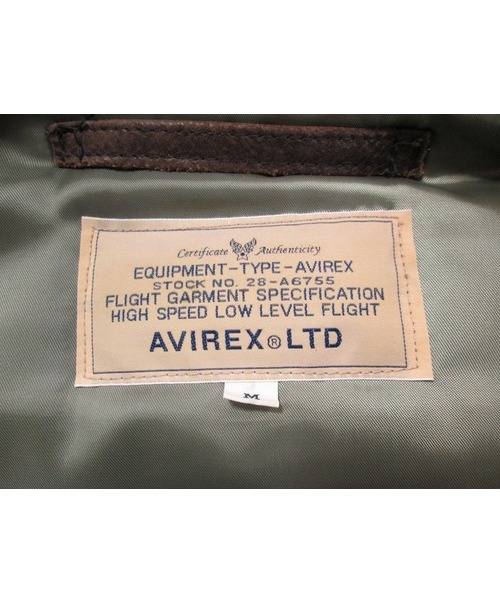 Certificate Authenticity
EQUIPMENT-TYPE-AVIREX
STOCK NO. 28-A6755
FLIGHT GARMENT SPECIFICATION
HIGH SPEED LOW LEVEL FLIGHT
AVIREX® LTD
M